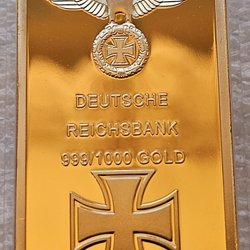 DEUTSCHE
REICHSBANK
999/1000 GOLD